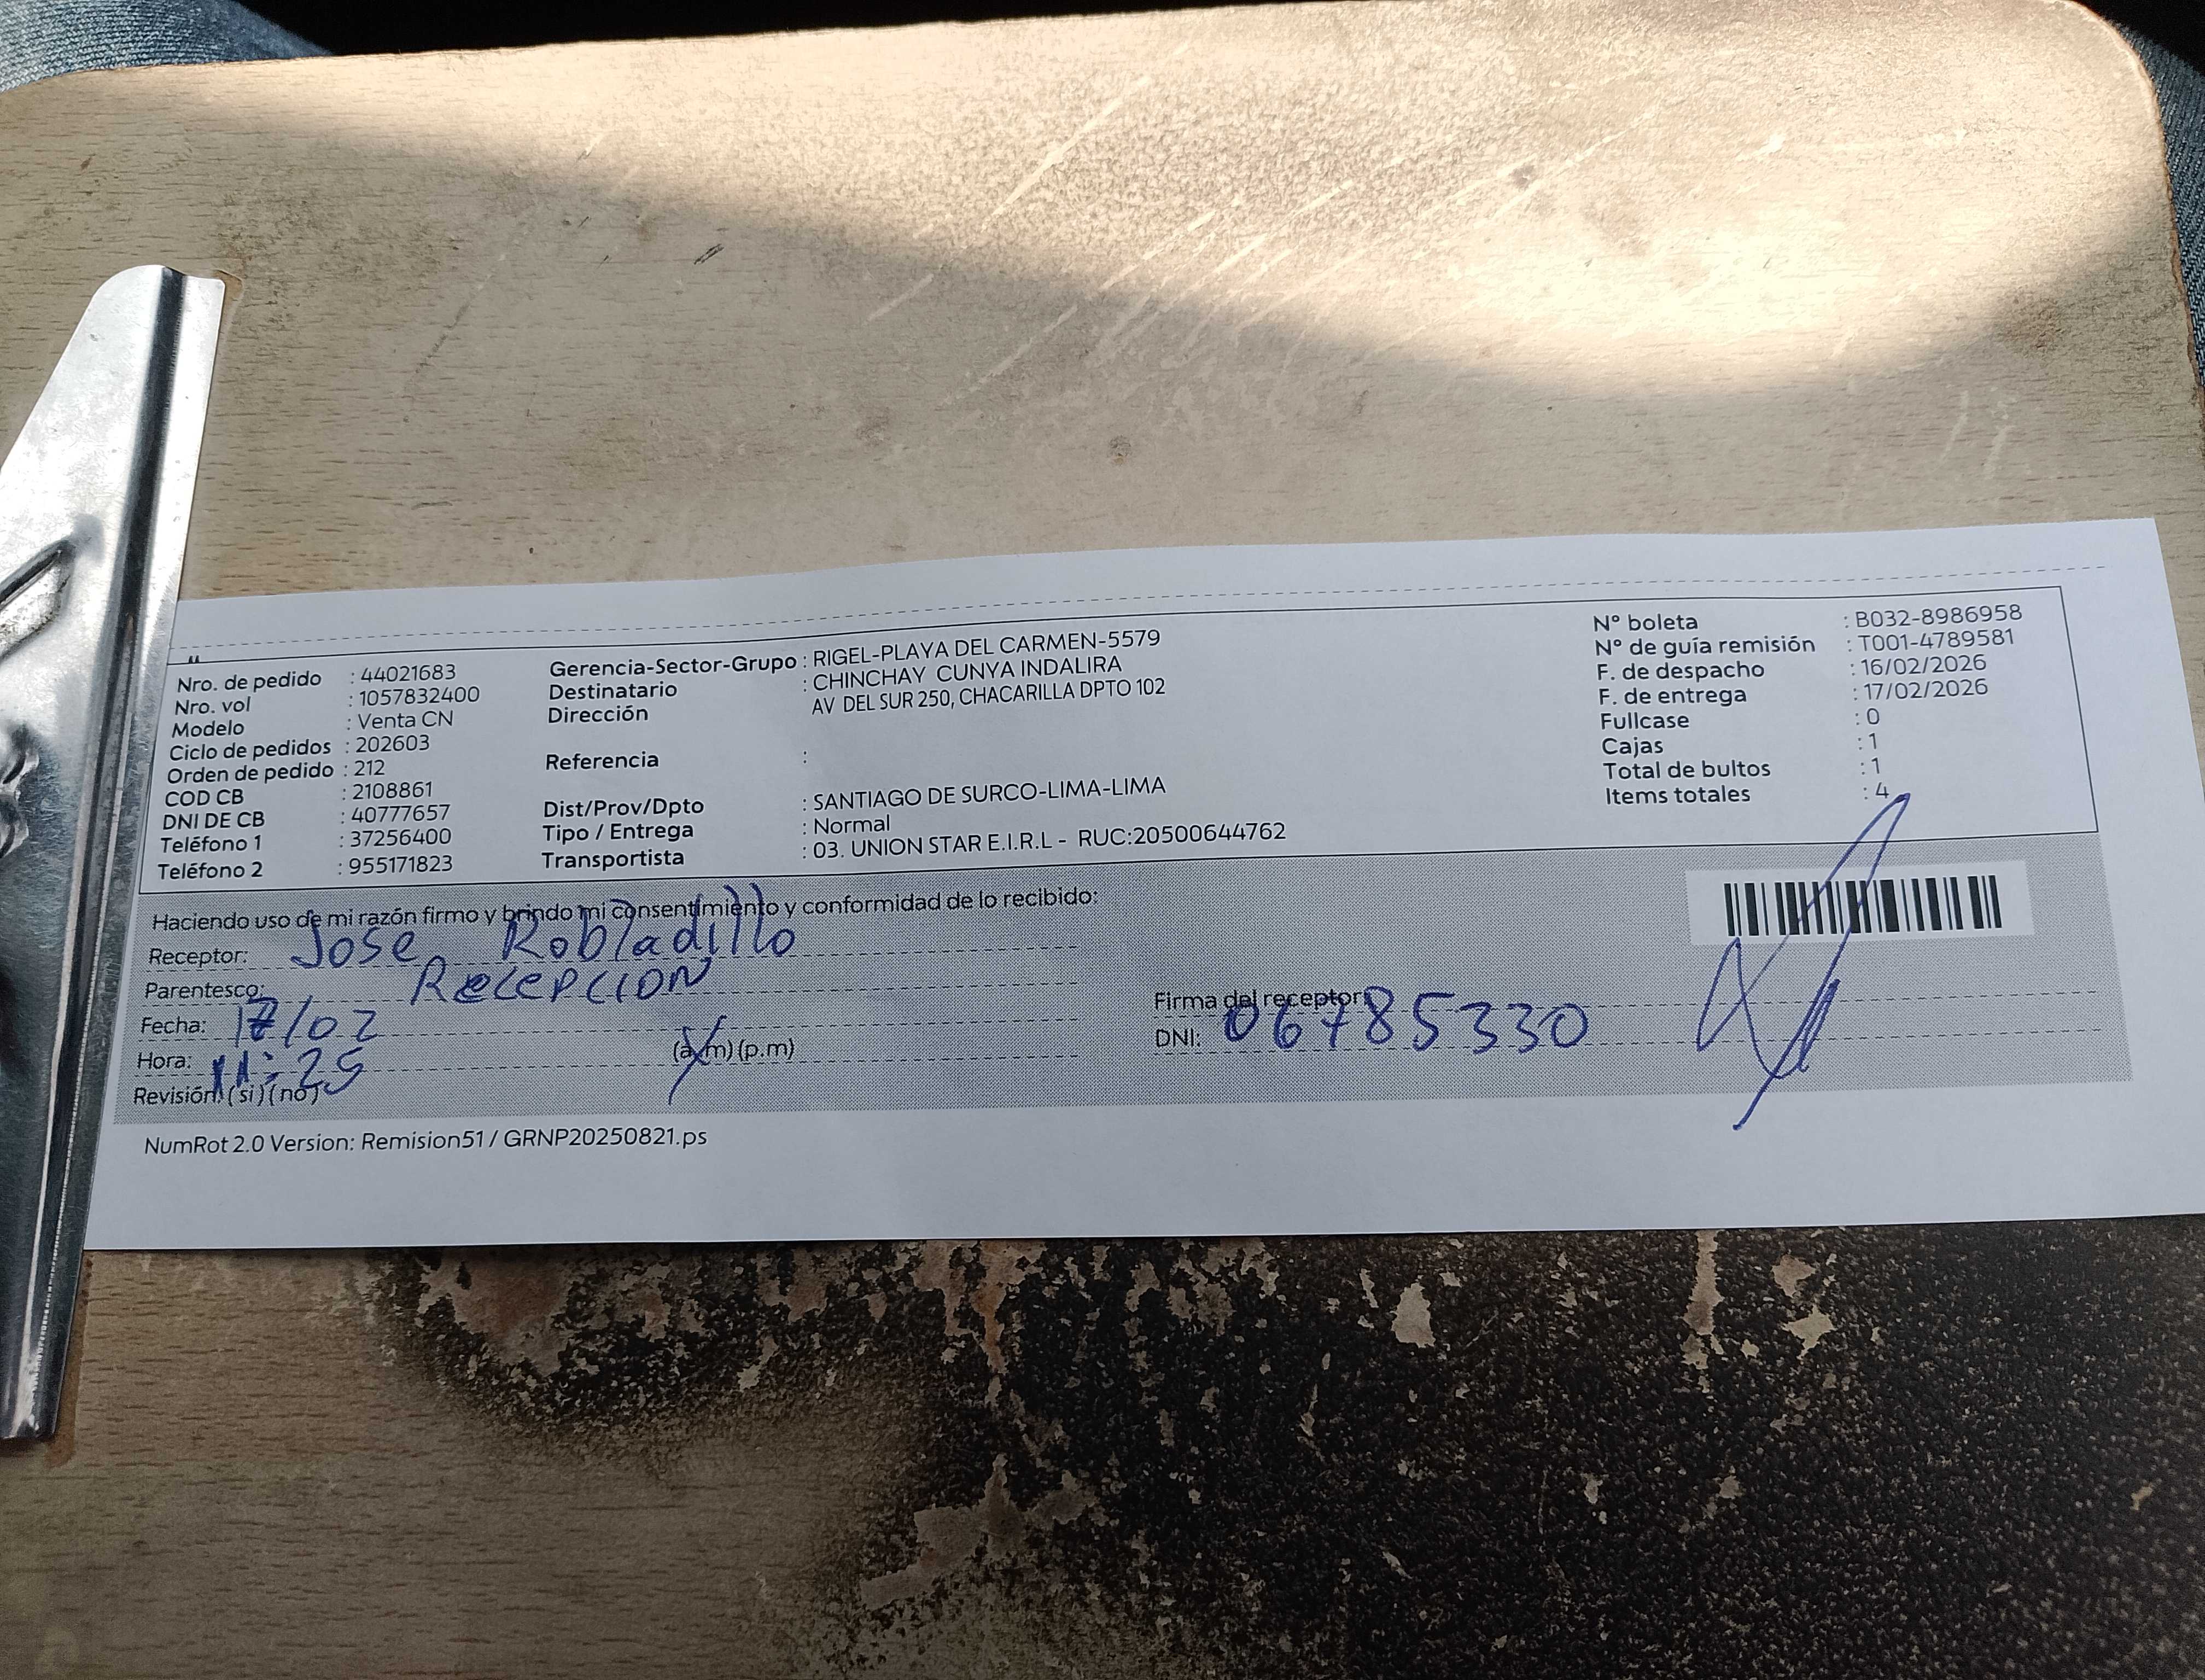 Nro. de pedido : 44021683
Nro. vol : 1057832400
Modelo : Venta CN
Ciclo de pedidos : 202603
Orden de pedido : 212
COD CB : 2108861
DNI DE CB : 40777657
Teléfono 1 : 37256400
Teléfono 2 : 955171823
Gerencia-Sector-Grupo : RIGEL-PLAYA DEL CARMEN-5579
Destinatario : CHINCHAY CUNYA INDALIRA
Dirección AV DEL SUR 250, CHACARILLA DPTO 102
Referencia :
Dist/Prov/Dpto : SANTIAGO DE SURCO-LIMA-LIMA
Tipo / Entrega : Normal
Transportista : 03. UNION STAR E.I.R.L - RUC:20500644762
N° boleta : B032-8986958
N° de guía remisión : T001-4789581
F. de despacho : 16/02/2026
F. de entrega : 17/02/2026
Fullcase : 0
Cajas : 1
Total de bultos : 1
Items totales : 4
Haciendo uso de mi razón firmo y brindo mi consentimiento y conformidad de lo recibido:
Receptor: Jose Robladillo
Parentesco: RECEPCION
Fecha: 17/02
Hora: 11:25 (a.m) (p.m)
Revisión: (si) (no)
Firma del receptor
DNI: 06785330
NumRot 2.0 Version: Remision51 / GRNP20250821.ps